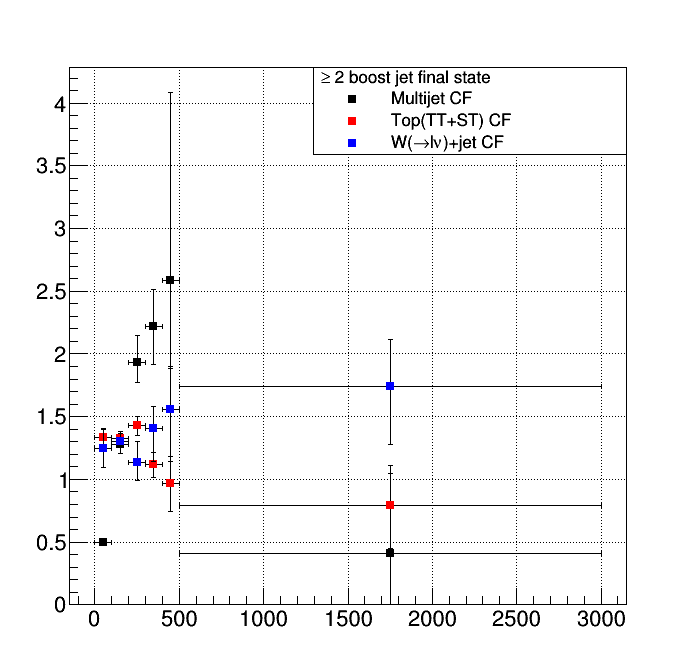 ≥ 2 boost jet final state
Multijet CF
Top(TT+ST) CF
W(→lν)+jet CF
4
3.5
3
2.5
2
1.5
1
0.5
0
0 500 1000 1500 2000 2500 3000